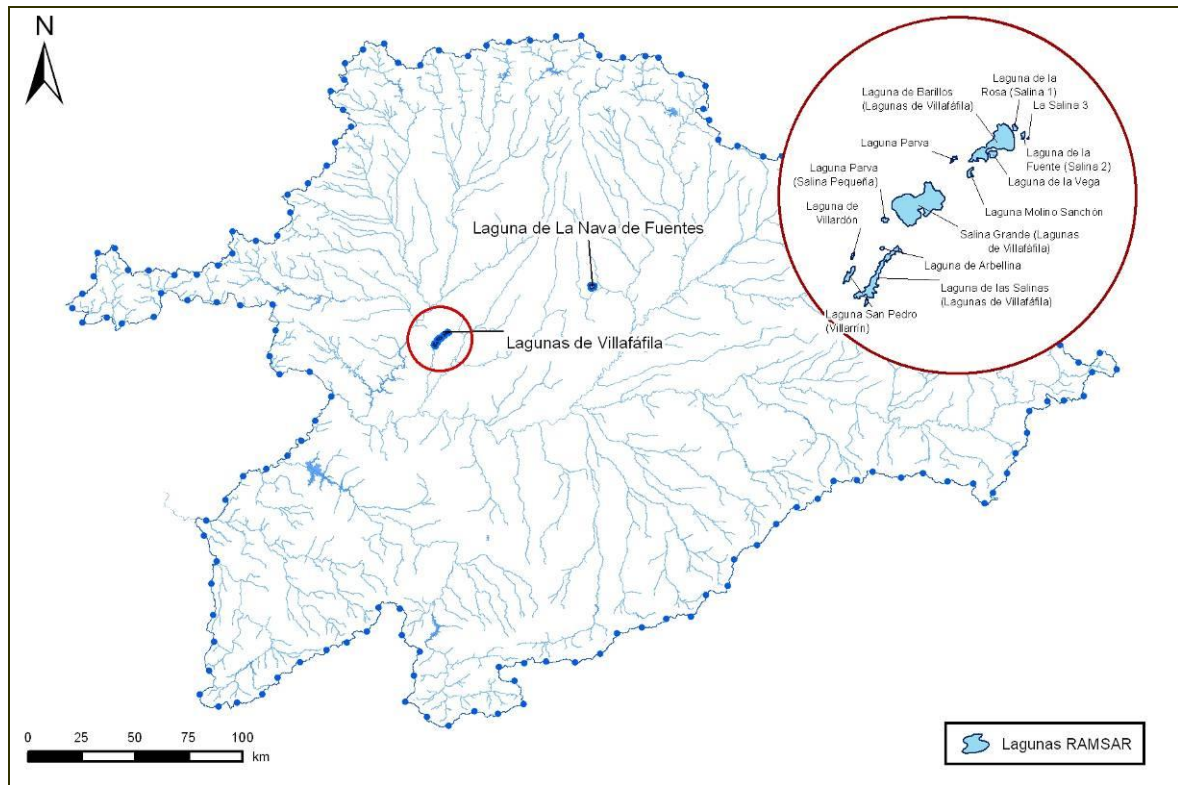 N
Laguna de la
Rosa (Salina 1)
Laguna de Barillos
(Lagunas de Villafáfila)
La Salina 3
Laguna Parva
Laguna de la
Fuente (Salina 2)
Laguna Parva
(Salina Pequeña)
Laguna de la Vega
Laguna de
Villardón
Laguna Molino Sanchón
Salina Grande (Lagunas
de Villafáfila)
Laguna de Arbellina
Laguna de las Salinas
(Lagunas de Villafáfila)
Laguna San Pedro
(Villarrín)
Laguna de La Nava de Fuentes
Lagunas de Villafáfila
0 25 50 75 100
km
Lagunas RAMSAR